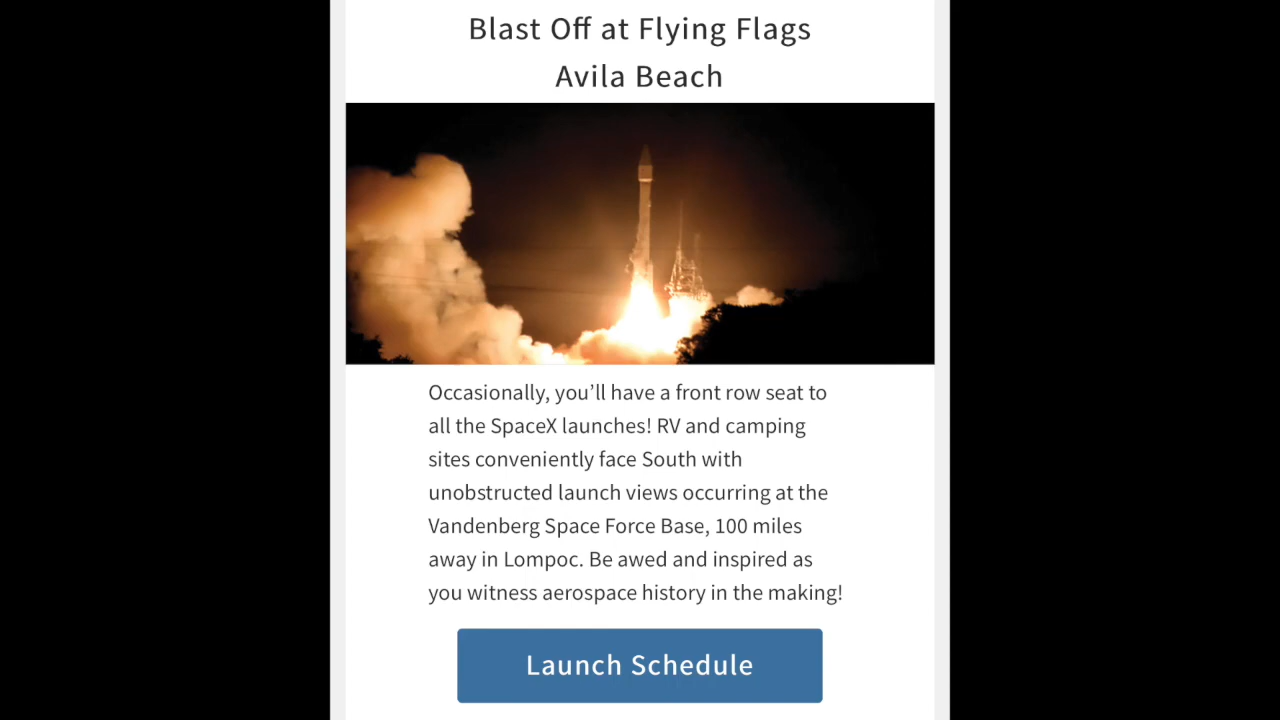 Blast Off at Flying Flags
Avila Beach
Occasionally, you’ll have a front row seat to
all the SpaceX launches! RV and camping
sites conveniently face South with
unobstructed launch views occurring at the
Vandenberg Space Force Base, 100 miles
away in Lompoc. Be awed and inspired as
you witness aerospace history in the making!
Launch Schedule